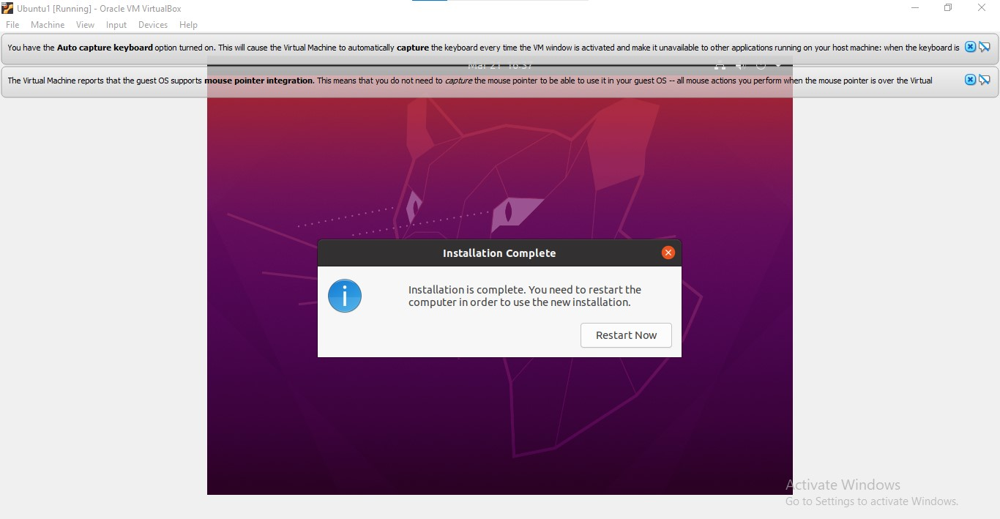 Ubuntu1 [Running] - Oracle VM VirtualBox
File Machine View Input Devices Help
You have the Auto capture keyboard option turned on. This will cause the Virtual Machine to automatically capture the keyboard every time the VM window is activated and make it unavailable to other applications running on your host machine: when the keyboard is
Mar 21 16:37
The Virtual Machine reports that the guest OS supports mouse pointer integration. This means that you do not need to capture the mouse pointer to be able to use it in your guest OS -- all mouse actions you perform when the mouse pointer is over the Virtual
Installation Complete
Installation is complete. You need to restart the
computer in order to use the new installation.
Restart Now
Activate Windows
Go to Settings to activate Windows.